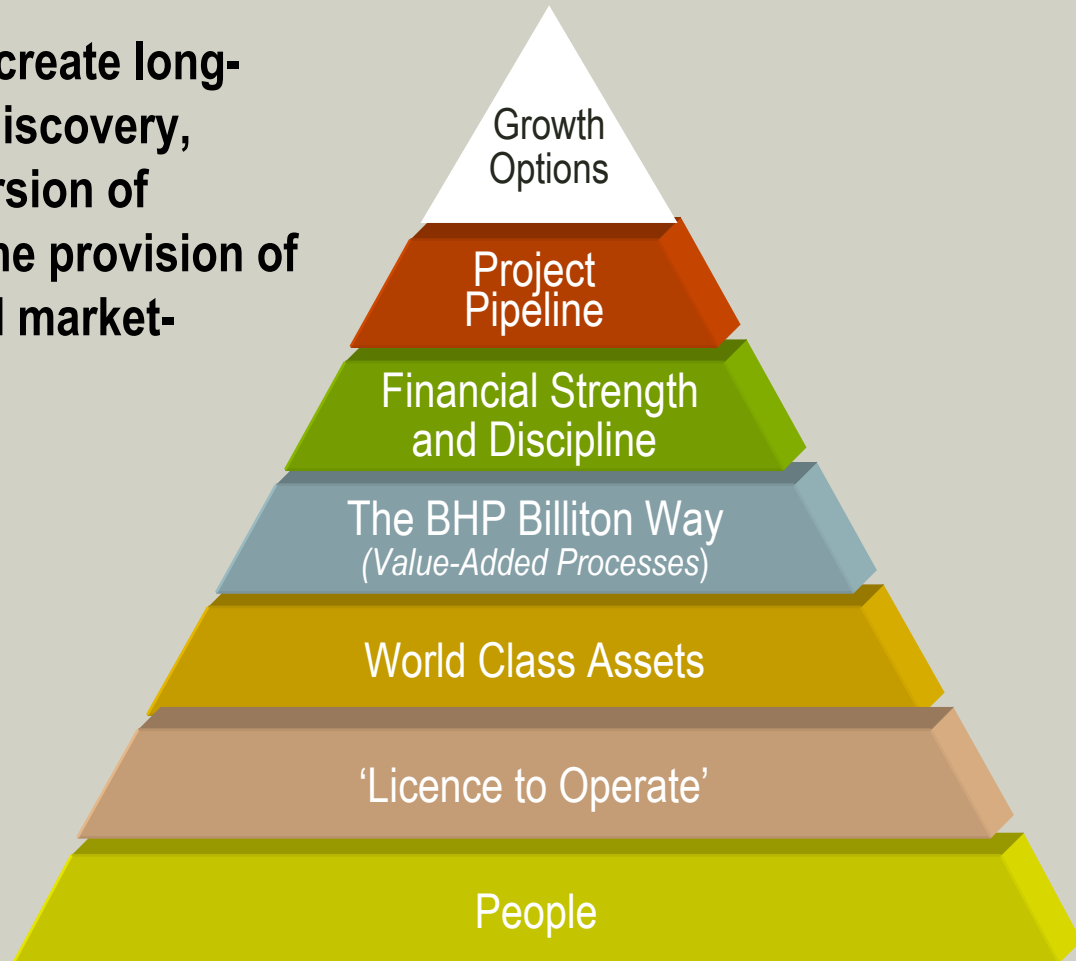 create long-
iscovery,
rsion of
he provision of
l market-
Growth
Options
Project
Pipeline
Financial Strength
and Discipline
The BHP Billiton Way
(Value-Added Processes)
World Class Assets
‘Licence to Operate’
People